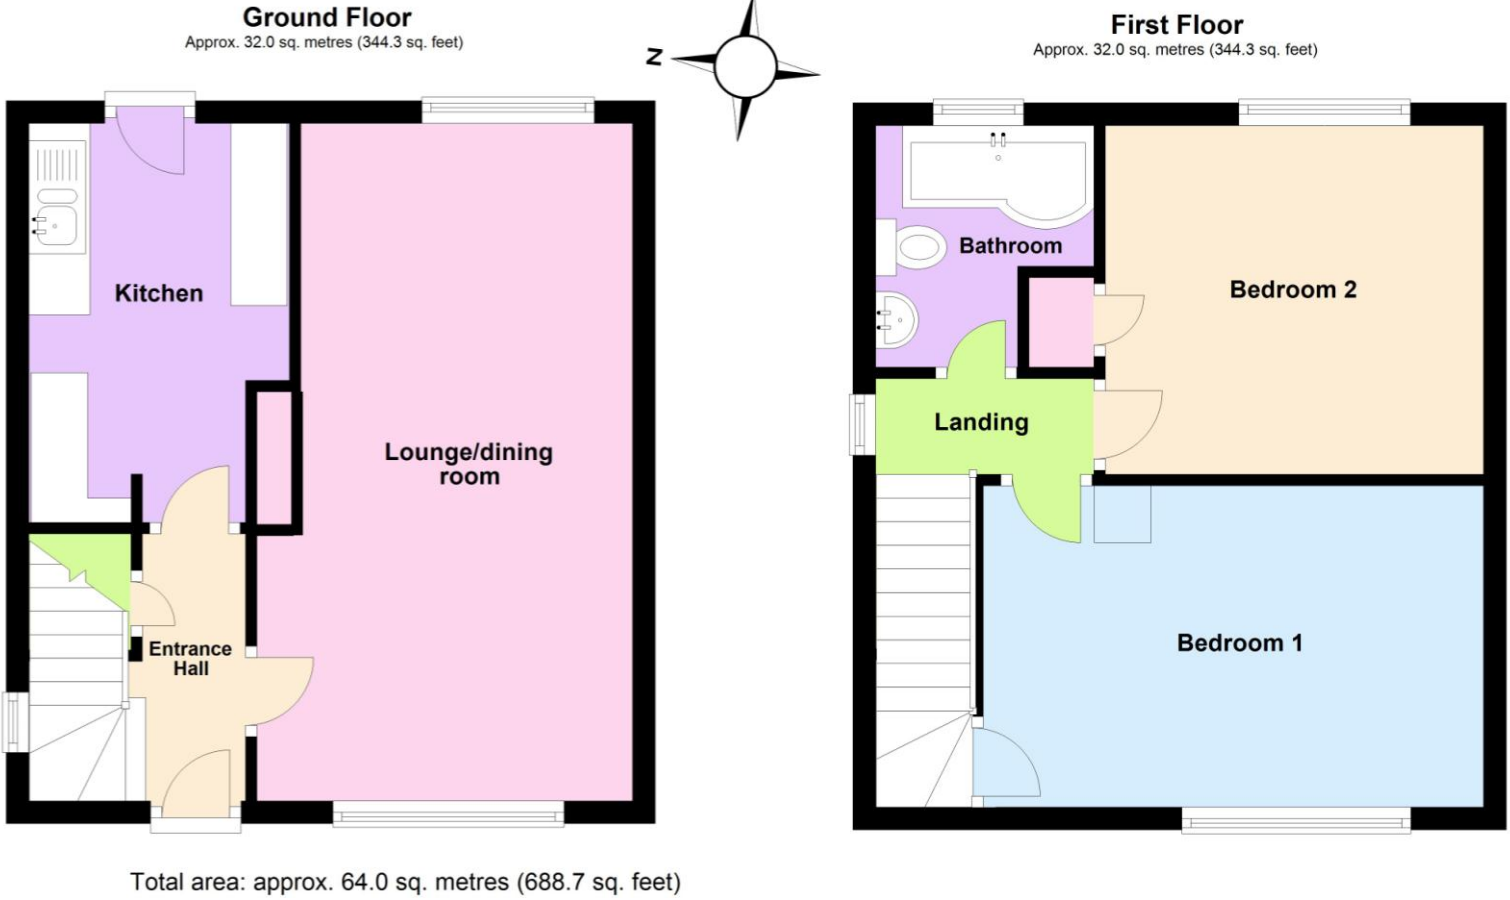 Ground Floor
Approx. 32.0 sq. metres (344.3 sq. feet)
Kitchen
Lounge/dining
room
Entrance
Hall
N
First Floor
Approx. 32.0 sq. metres (344.3 sq. feet)
Bathroom
Bedroom 2
Landing
Bedroom 1
Total area: approx. 64.0 sq. metres (688.7 sq. feet)